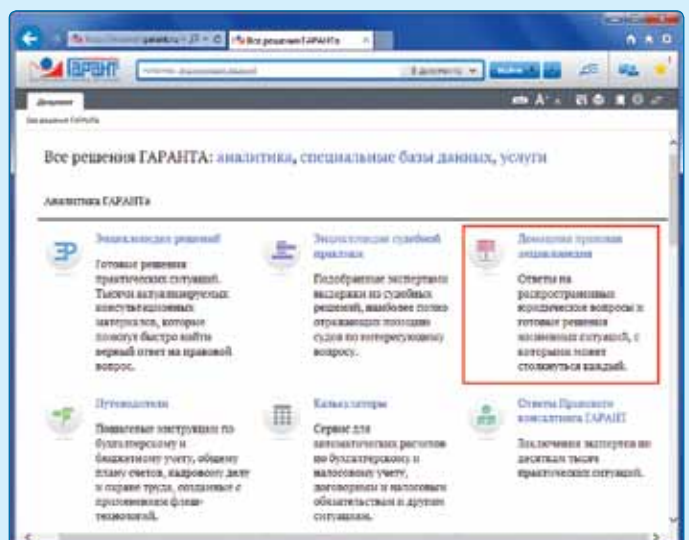 Все решения ГАРАНТа
ГАРАНТ
Документ
Все решения ГАРАНТа
Все решения ГАРАНТА: аналитика, специальные базы данных, услуги
Аналитика ГАРАНТа
Энциклопедия решений
Готовые решения
практических ситуаций.
Тысячи актуализируемых
консультационных
материалов, которые
помогут быстро найти
верный ответ на правовой
вопрос.
Энциклопедия судебной
практики
Подобранные экспертами
выдержки из судебных
решений, наиболее полно
отражающих позицию
судов по интересующему
вопросу.
Домашняя правовая
энциклопедия
Ответы на
распространенные
юридические вопросы и
готовые решения
жизненных ситуаций, с
которыми может
столкнуться каждый.
Путеводители
Пошаговые инструкции по
бухгалтерскому и
бюджетному учету, общему
плану счетов, кадровому делу
и охране труда, созданные с
применением флеш-
технологий.
Калькуляторы
Сервис для
автоматических расчетов
по бухгалтерскому и
налоговому учету,
договорным и налоговым
обязательствам и другим
ситуациям.
Ответы Правового
консалтинга ГАРАНТ
Заключения экспертов по
десяткам тысяч
практических ситуаций.